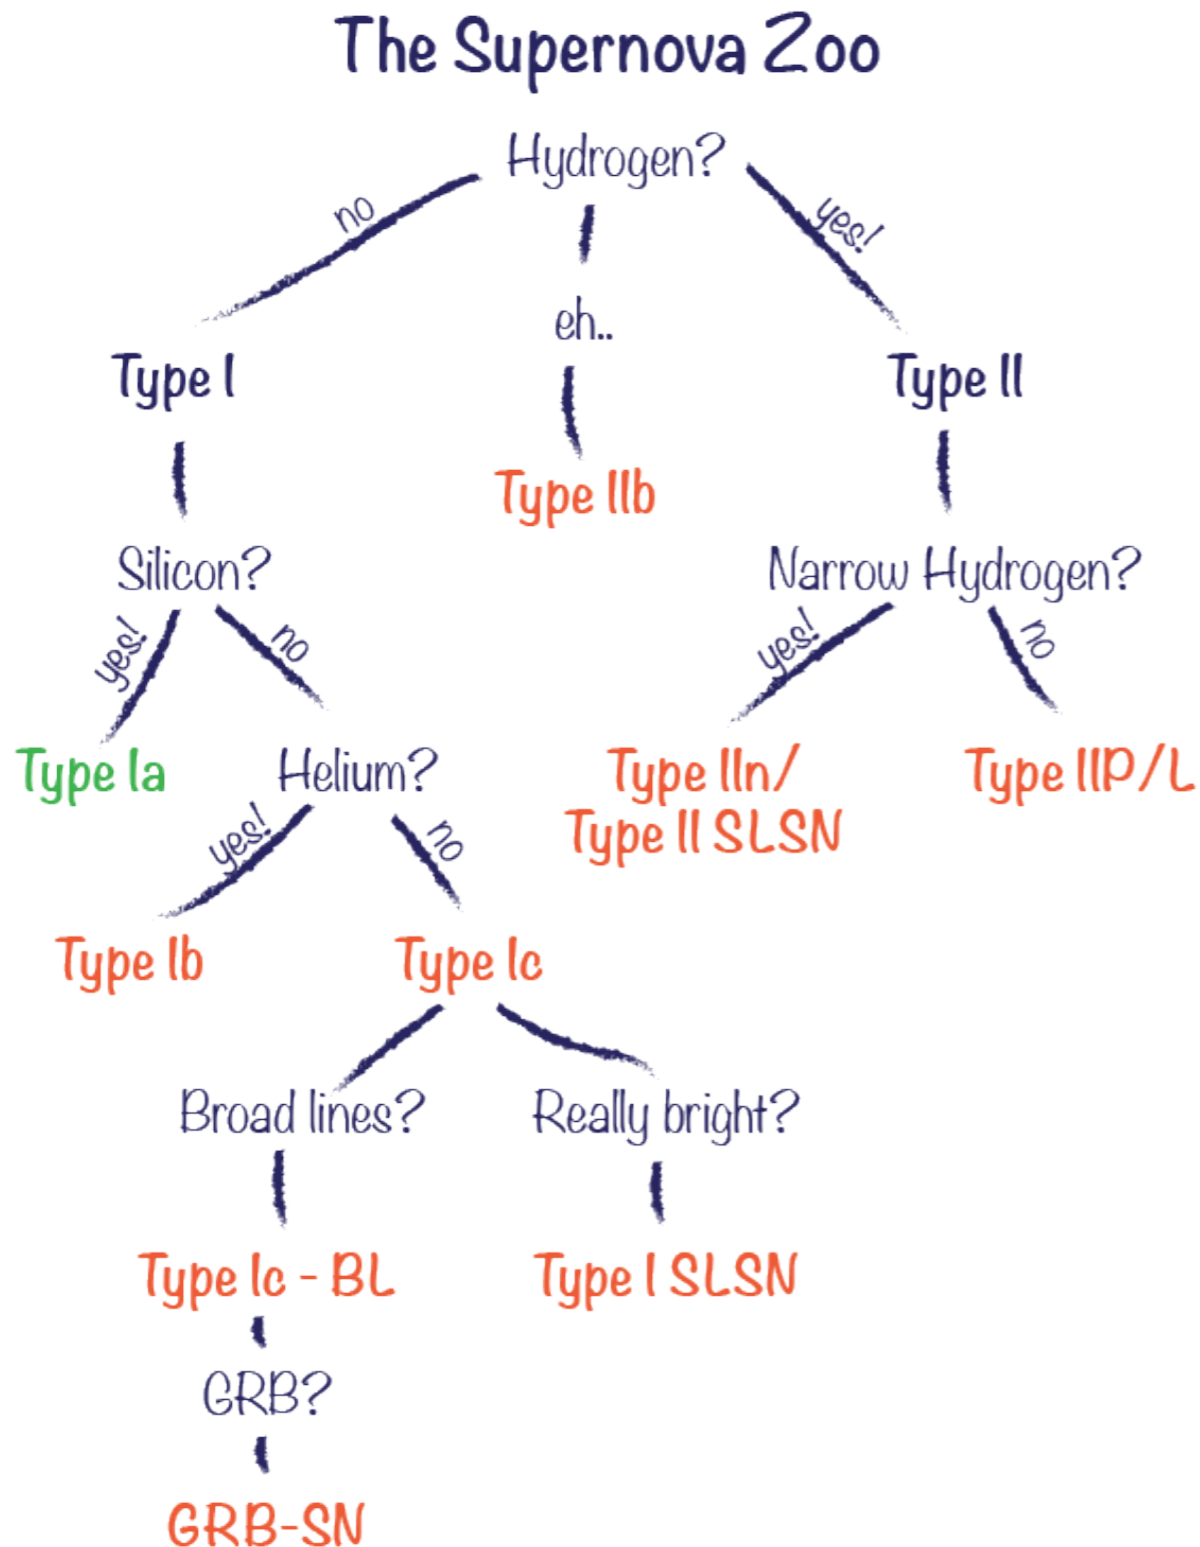 The Supernova Zoo
Hydrogen?
no
yes!
eh..
Type I
Type II
Type IIb
Silicon?
Narrow Hydrogen?
yes!
no
yes!
no
Type Ia
Helium?
Type IIn/
Type II SLSN
Type IIP/L
yes!
no
Type Ib
Type Ic
Broad lines?
Really bright?
Type Ic - BL
Type I SLSN
GRB?
GRB-SN